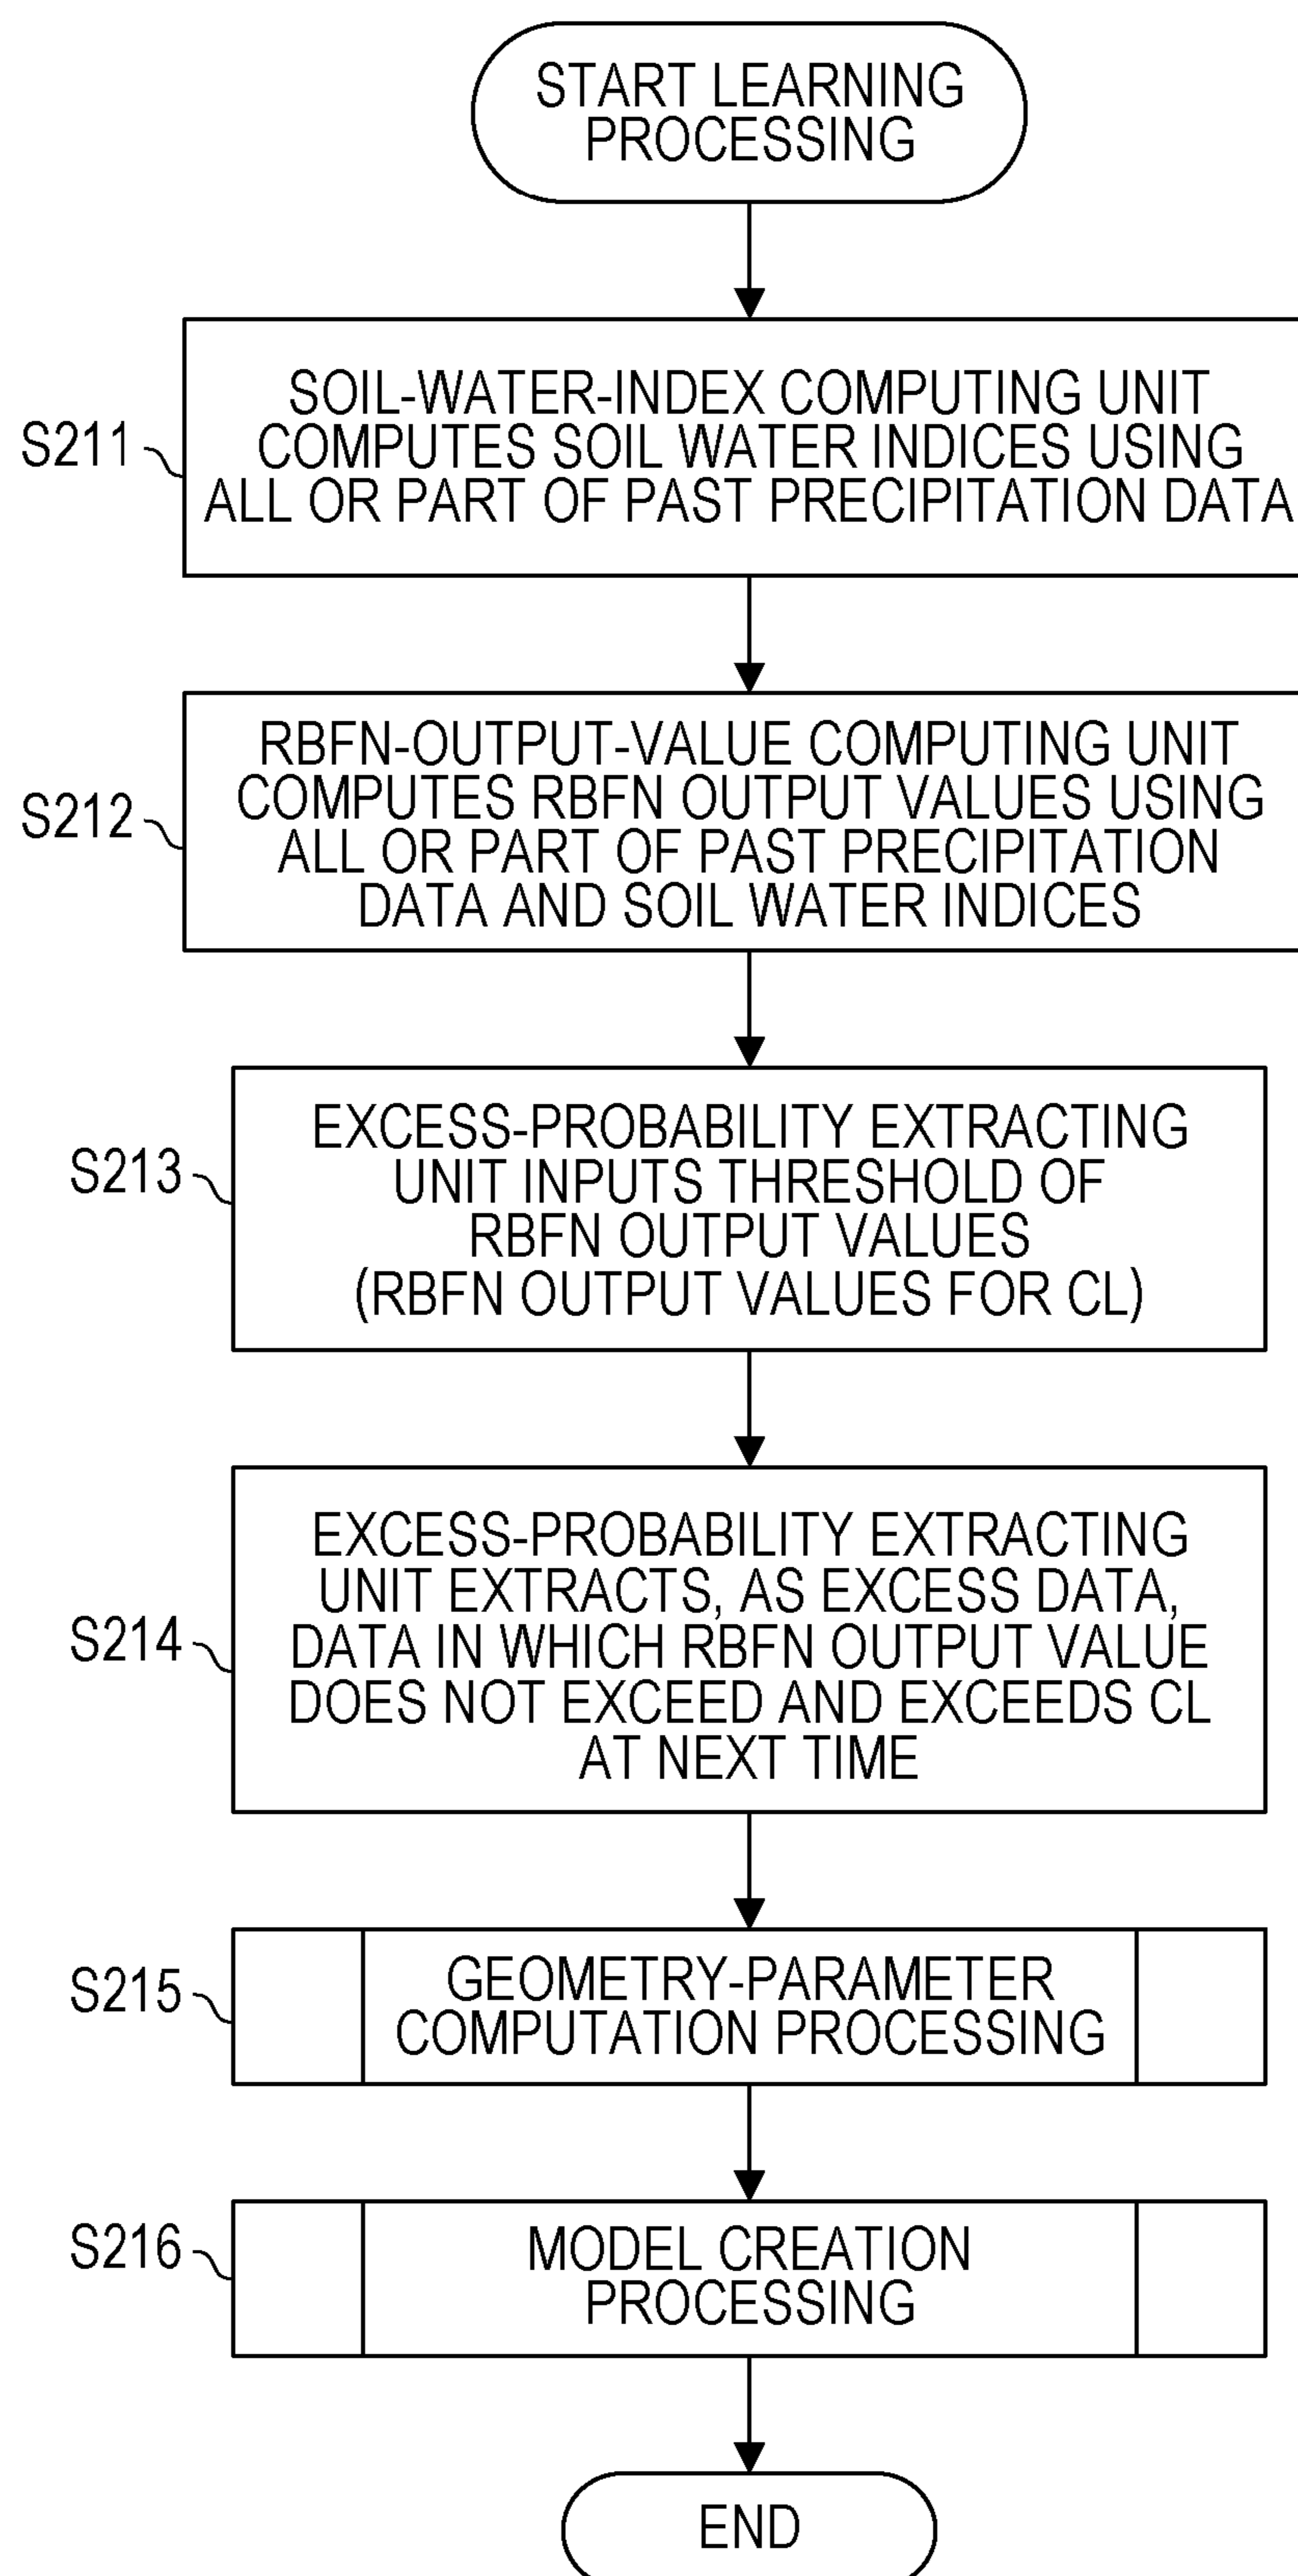 START LEARNING
PROCESSING
S211
SOIL-WATER-INDEX COMPUTING UNIT
COMPUTES SOIL WATER INDICES USING
ALL OR PART OF PAST PRECIPITATION DATA
S212
RBFN-OUTPUT-VALUE COMPUTING UNIT
COMPUTES RBFN OUTPUT VALUES USING
ALL OR PART OF PAST PRECIPITATION
DATA AND SOIL WATER INDICES
S213
EXCESS-PROBABILITY EXTRACTING
UNIT INPUTS THRESHOLD OF
RBFN OUTPUT VALUES
(RBFN OUTPUT VALUES FOR CL)
S214
EXCESS-PROBABILITY EXTRACTING
UNIT EXTRACTS, AS EXCESS DATA,
DATA IN WHICH RBFN OUTPUT VALUE
DOES NOT EXCEED AND EXCEEDS CL
AT NEXT TIME
S215
GEOMETRY-PARAMETER
COMPUTATION PROCESSING
S216
MODEL CREATION
PROCESSING
END